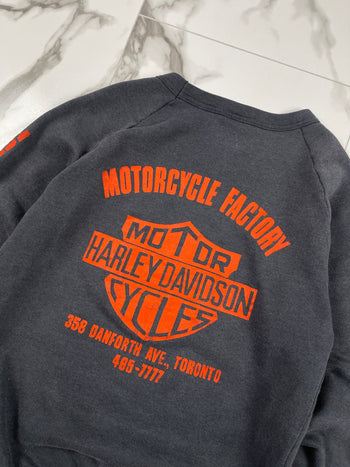 MOTORCYCLE FACTORY
MOTOR
HARLEY-DAVIDSON
CYCLES
358 DANFORTH AVE., TORONTO
465-7777